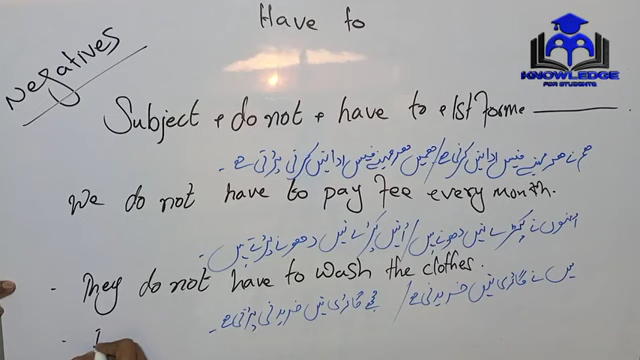 Have to
Negatives
KNOWLEDGE
FOR STUDENTS
Subject + do not + have to + 1st forme
ہم نے ہر مہینے فیس ادا نہیں کرنی ہے / ہمیں ہر مہینے فیس ادا نہیں کرنی پڑتی ہے۔
We do not have to pay fee every month.
انہوں نے کپڑے نہیں دھونے ہیں / انہیں کپڑے نہیں دھونے پڑتے ہیں۔
They do not have to wash the clothes.
میں نے گاڑی نہیں خریدنی ہے / مجھے گاڑی نہیں خریدنی پڑتی ہے۔
I